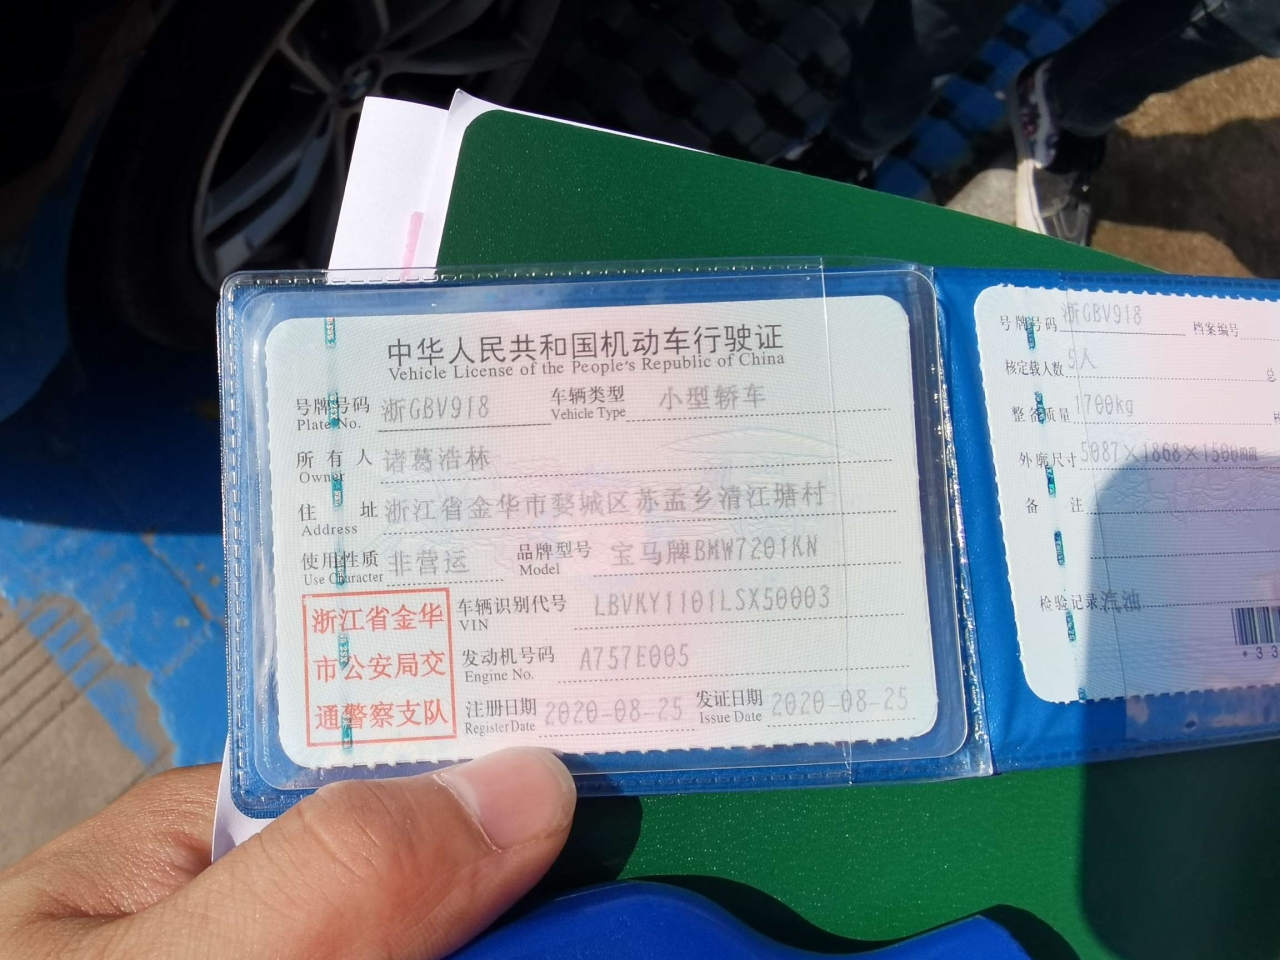 中华人民共和国机动车行驶证
Vehicle License of the People's Republic of China
号牌号码 浙GBV918 车辆类型 小型轿车
Plate No. Vehicle Type
所有人 诸葛浩林
Owner
住址 浙江省金华市婺城区苏孟乡清江塘村
Address
使用性质 非营运 品牌型号 宝马牌BMW7201KN
Use Character Model
浙江省金华
市公安局交
通警察支队
车辆识别代号 LBVKY1101LSX50003
VIN
发动机号码 A757E005
Engine No.
注册日期 2020-08-25 发证日期 2020-08-25
Register Date Issue Date
号牌号码 浙GBV918 档案编号
核定载人数 5人 总
整备质量 1700kg
外廓尺寸 5087×1868×1500mm
备注
检验记录 汽油
*33